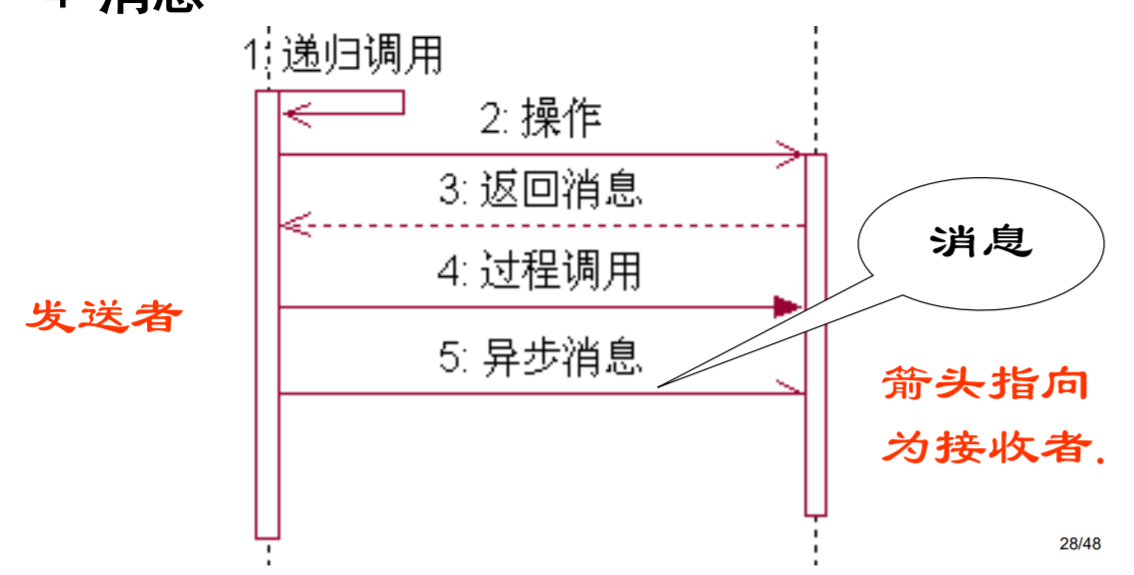 4 消息
1: 递归调用
2: 操作
3: 返回消息
消息
4: 过程调用
发送者
5: 异步消息
箭头指向
为接收者.
28/48